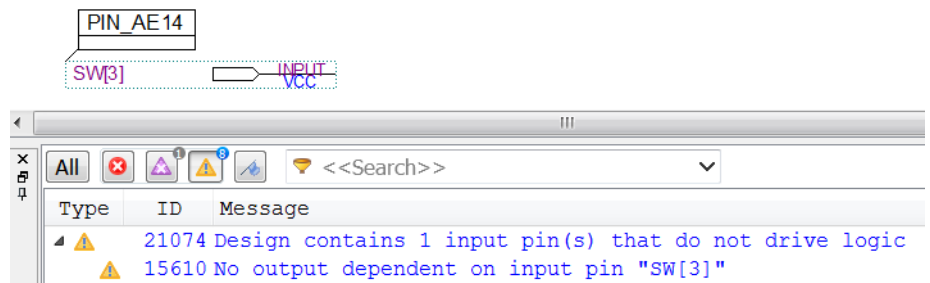 PIN_AE14
SW[3] INPUT
VCC
All 1 8 <<Search>>
Type ID Message
21074 Design contains 1 input pin(s) that do not drive logic
15610 No output dependent on input pin "SW[3]"